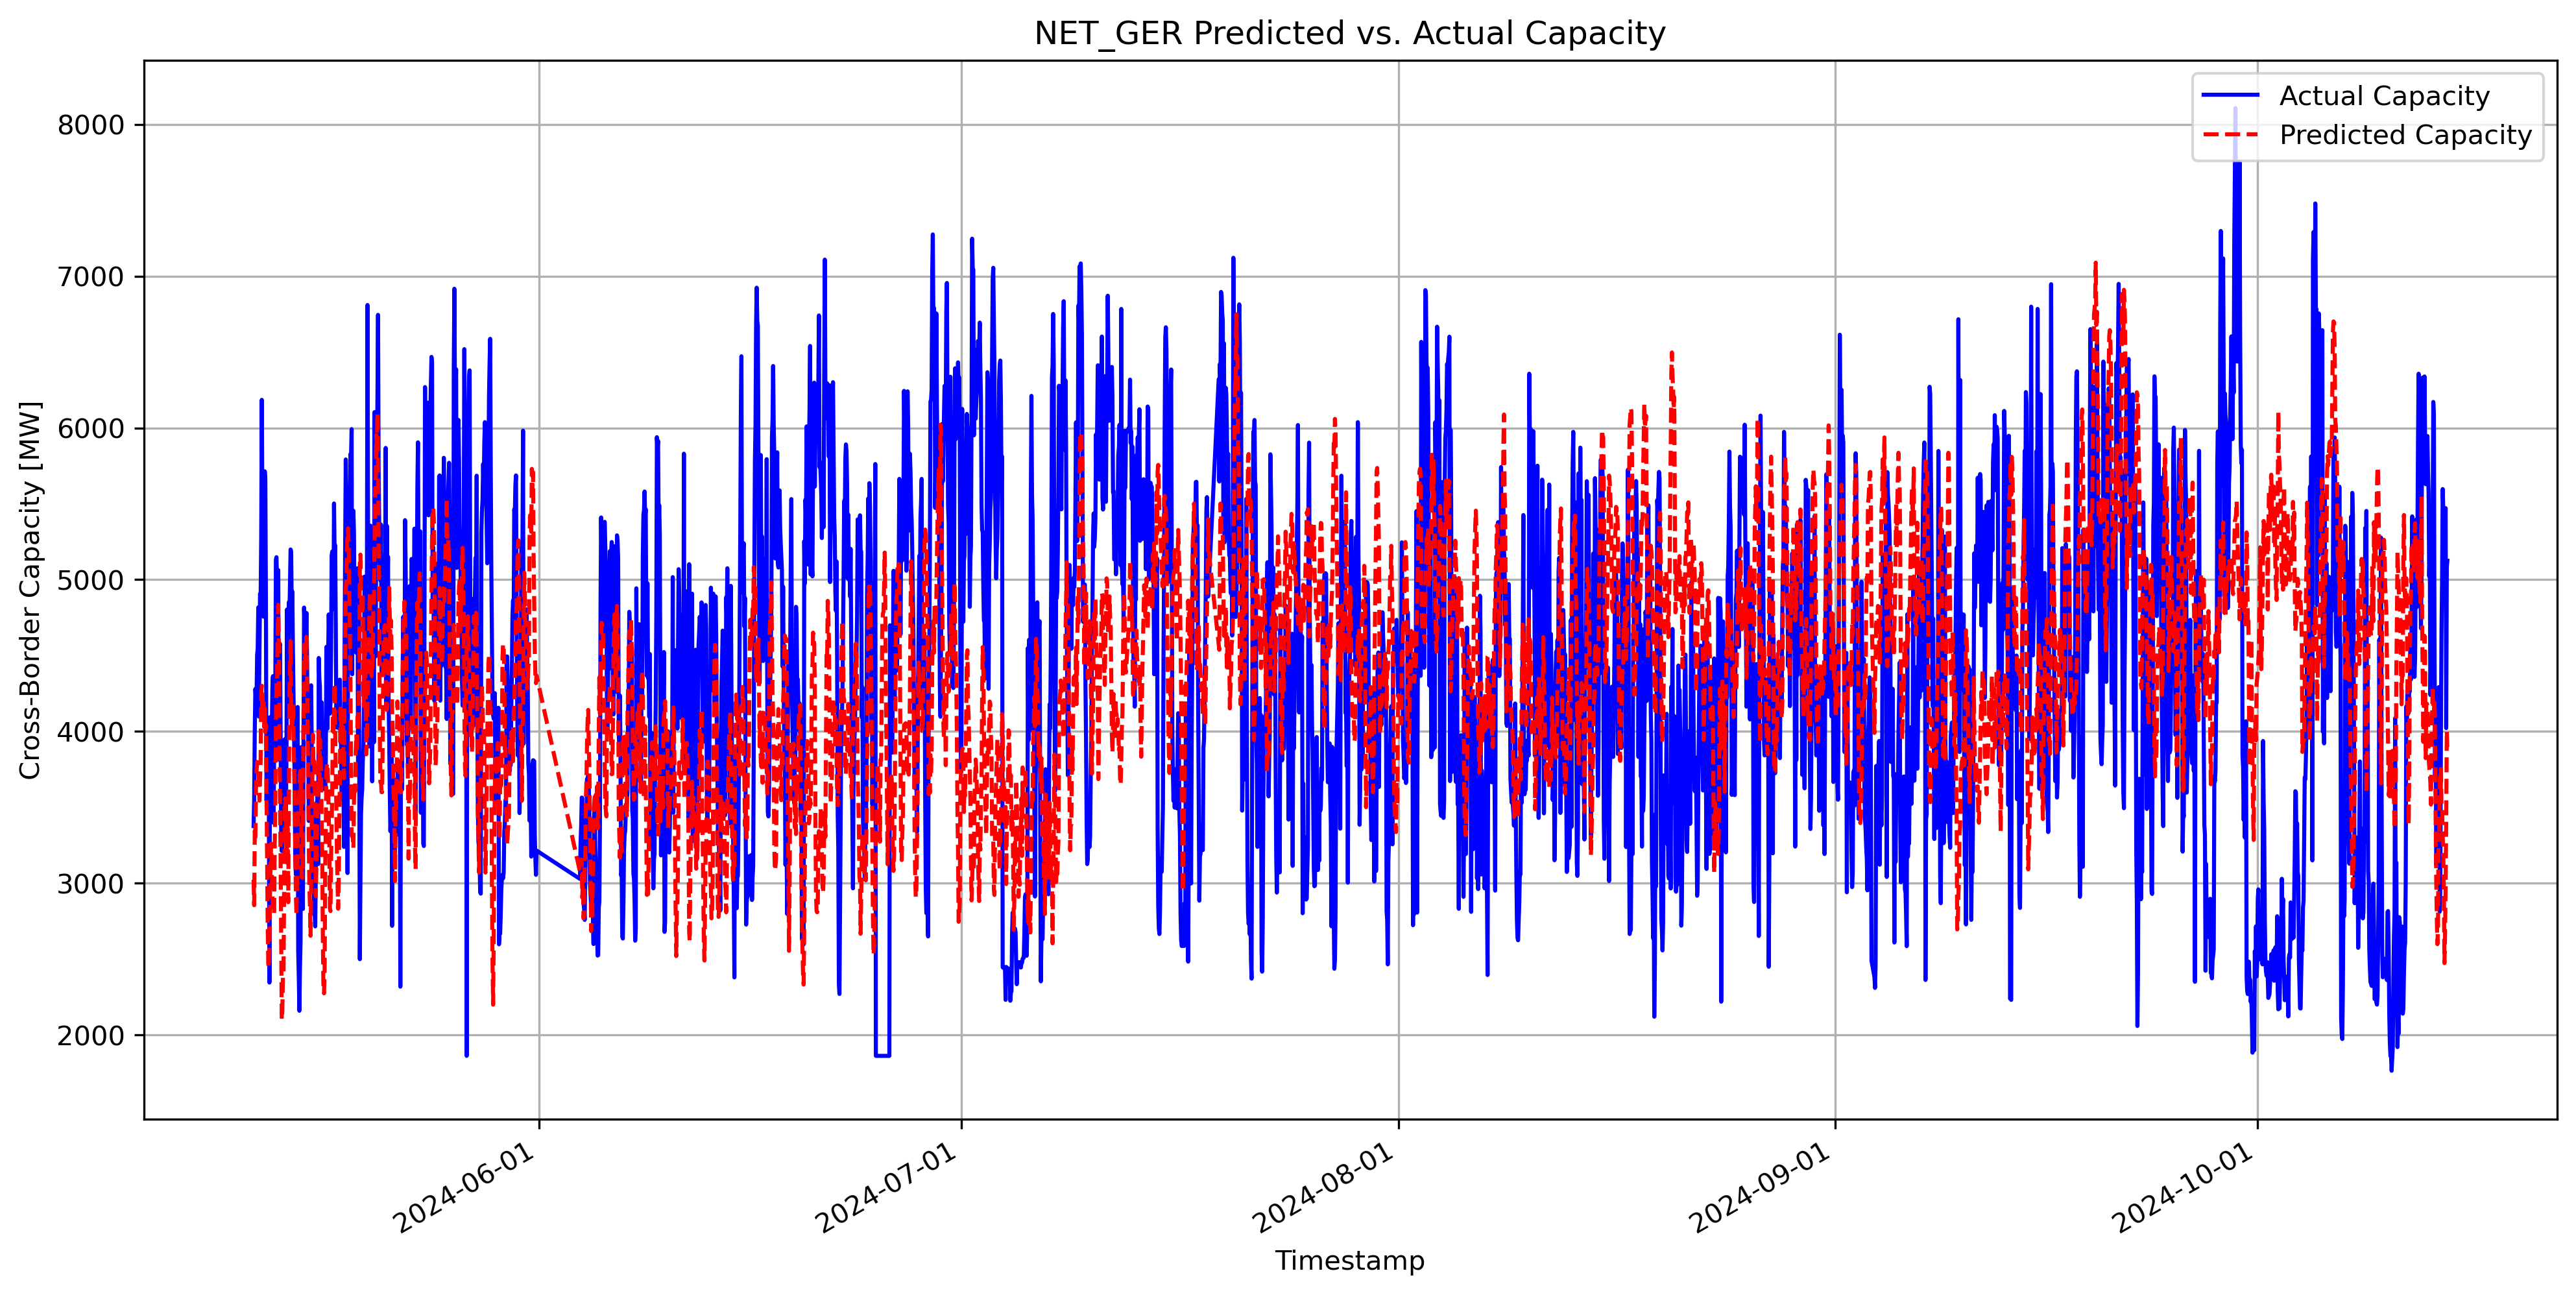 NET_GER Predicted vs. Actual Capacity
Actual Capacity
Predicted Capacity
8000
7000
6000
5000
4000
3000
2000
Cross-Border Capacity [MW]
2024-06-01
2024-07-01
2024-08-01
2024-09-01
2024-10-01
Timestamp